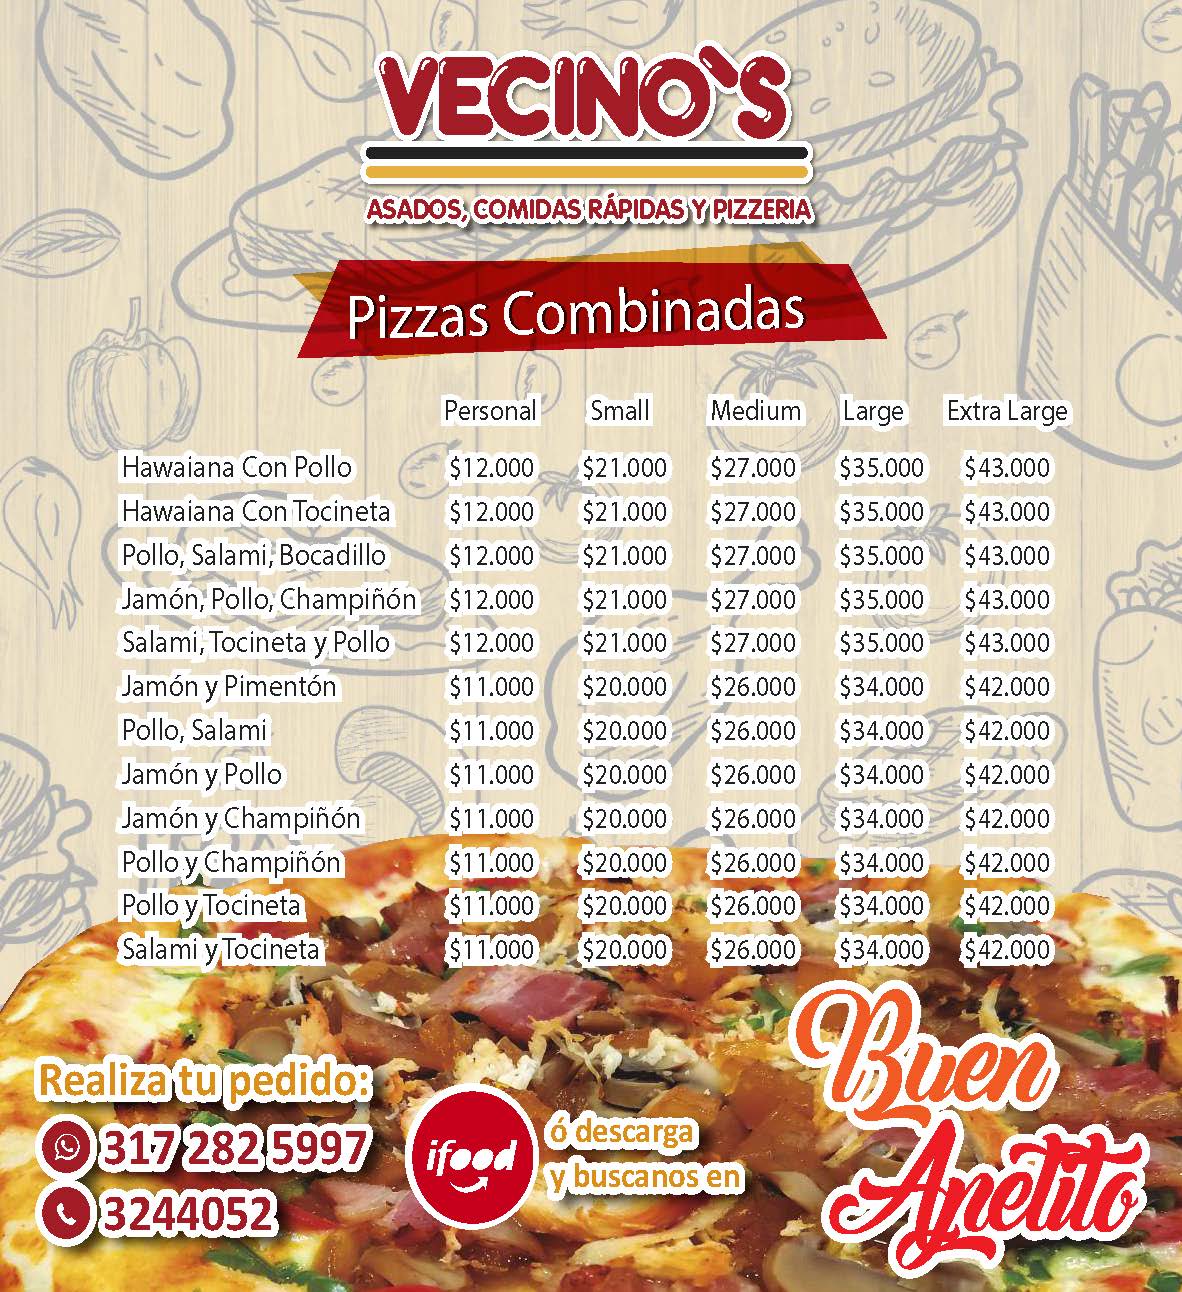 VECINO`S
ASADOS, COMIDAS RÁPIDAS Y PIZZERIA
Pizzas Combinadas
Personal Small Medium Large Extra Large
Hawaiana Con Pollo $12.000 $21.000 $27.000 $35.000 $43.000
Hawaiana Con Tocineta $12.000 $21.000 $27.000 $35.000 $43.000
Pollo, Salami, Bocadillo $12.000 $21.000 $27.000 $35.000 $43.000
Jamón, Pollo, Champiñón $12.000 $21.000 $27.000 $35.000 $43.000
Salami, Tocineta y Pollo $12.000 $21.000 $27.000 $35.000 $43.000
Jamón y Pimentón $11.000 $20.000 $26.000 $34.000 $42.000
Pollo, Salami $11.000 $20.000 $26.000 $34.000 $42.000
Jamón y Pollo $11.000 $20.000 $26.000 $34.000 $42.000
Jamón y Champiñón $11.000 $20.000 $26.000 $34.000 $42.000
Pollo y Champiñón $11.000 $20.000 $26.000 $34.000 $42.000
Pollo y Tocineta $11.000 $20.000 $26.000 $34.000 $42.000
Salami y Tocineta $11.000 $20.000 $26.000 $34.000 $42.000
Realiza tu pedido:
317 282 5997
3244052
ifood
ó descarga
y buscanos en
Buen
Apetito